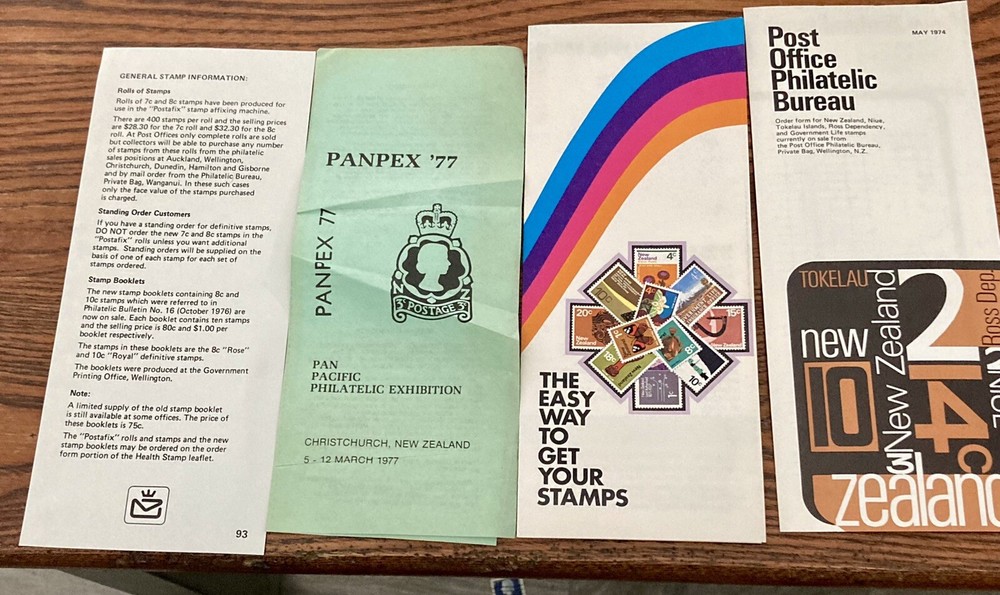 GENERAL STAMP INFORMATION:
Rolls of Stamps
Rolls of 7c and 8c stamps have been produced for
use in the "Postafix" stamp affixing machine.
There are 400 stamps per roll and the selling prices
are $28.30 for the 7c roll and $32.30 for the 8c
roll. At Post Offices only complete rolls are sold
but collectors will be able to purchase any number
of stamps from these rolls from the philatelic
sales positions at Auckland, Wellington,
Christchurch, Dunedin, Hamilton and Gisborne
and by mail order from the Philatelic Bureau,
Private Bag, Wanganui. In these such cases
only the face value of the stamps purchased
is charged.
Standing Order Customers
If you have a standing order for definitive stamps,
DO NOT order the new 7c and 8c stamps in the
"Postafix" rolls unless you want additional
stamps. Standing orders will be supplied on the
basis of one of each stamp for each set of
stamps ordered.
Stamp Booklets
The new stamp booklets containing 8c and
10c stamps which were referred to in
Philatelic Bulletin No. 16 (October 1976) are
now on sale. Each booklet contains ten stamps
and the selling price is 80c and $1.00 per
booklet respectively.
The stamps in these booklets are the 8c "Rose"
and 10c "Royal" definitive stamps.
The booklets were produced at the Government
Printing Office, Wellington.
Note:
A limited supply of the old stamp booklet
is still available at some offices. The price of
these booklets is 75c.
The "Postafix" rolls and stamps and the new
stamp booklets may be ordered on the order
form portion of the Health Stamp leaflet.
93
PANPEX '77
PANPEX 77
N Z
3d POSTAGE 3d
PAN
PACIFIC
PHILATELIC EXHIBITION
CHRISTCHURCH, NEW ZEALAND
5 - 12 MARCH 1977
New
Zealand
4c
20c
15c
New
Zealand
18c
8c
10c
THE
EASY
WAY
TO
GET
YOUR
STAMPS
Post
Office
Philatelic
Bureau
MAY 1974
Order form for New Zealand, Niue,
Tokelau Islands, Ross Dependency,
and Government Life stamps
currently on sale from
the Post Office Philatelic Bureau,
Private Bag, Wellington, N.Z.
TOKELAU
new
10
New Zealand
3
2
14c
Ross Dep
zealand